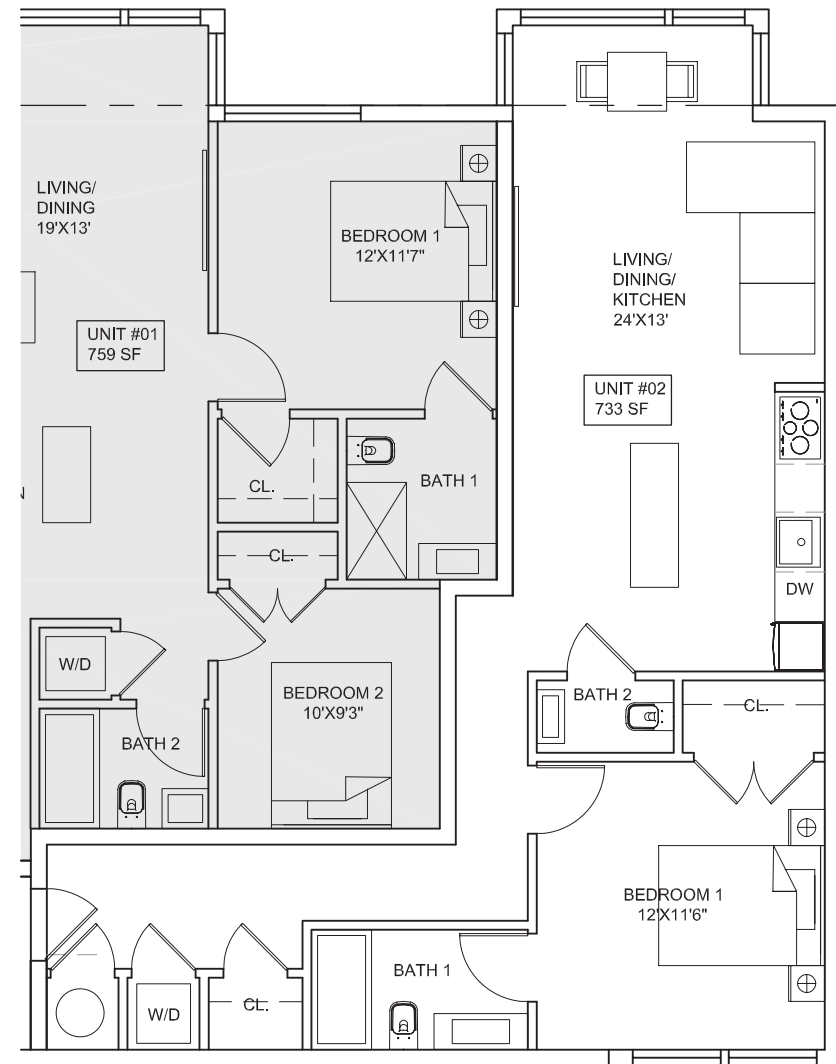 LIVING/
DINING
19'X13'
UNIT #01
759 SF
BEDROOM 1
12'X11'7"
CL.
BATH 1
CL.
W/D
BEDROOM 2
10'X9'3"
BATH 2
LIVING/
DINING/
KITCHEN
24'X13'
UNIT #02
733 SF
DW
BATH 2
CL.
BEDROOM 1
12'X11'6"
BATH 1
W/D
CL.